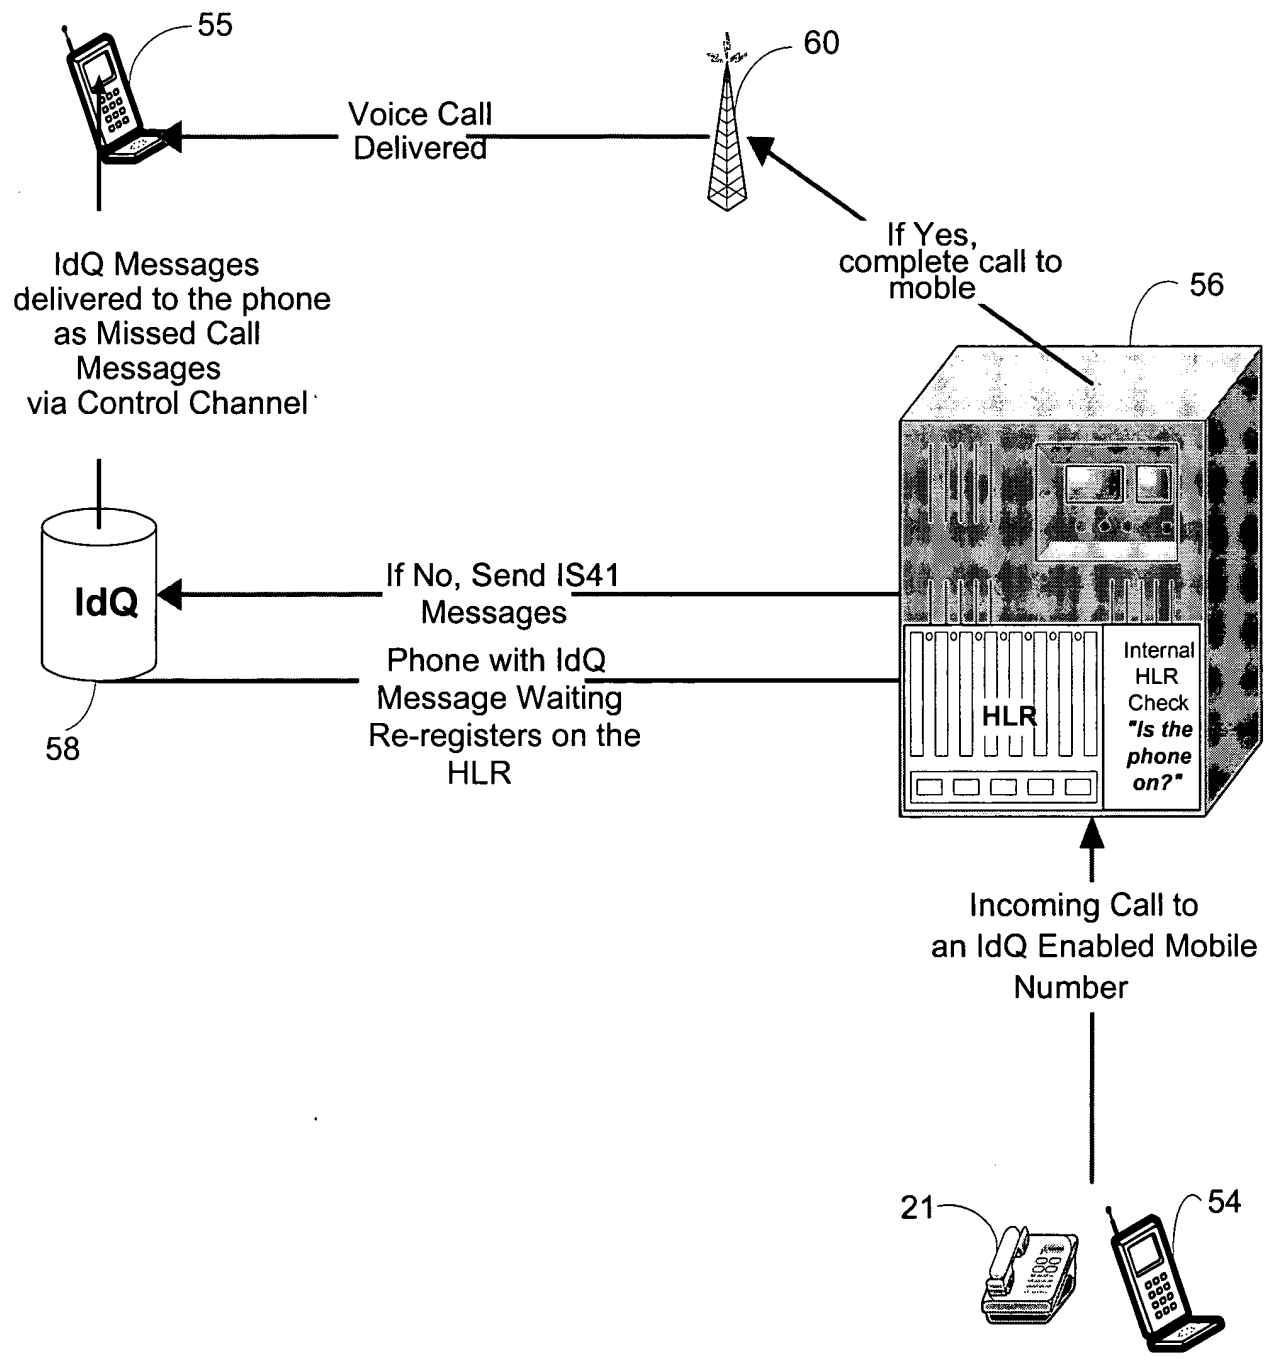 55
60
Voice Call
Delivered
If Yes,
complete call to
moble
56
IdQ Messages
delivered to the phone
as Missed Call
Messages
via Control Channel
IdQ
If No, Send IS41
Messages
Phone with IdQ
Message Waiting
Re-registers on the
HLR
58
HLR
Internal
HLR
Check
"Is the
phone
on?"
Incoming Call to
an IdQ Enabled Mobile
Number
21
54